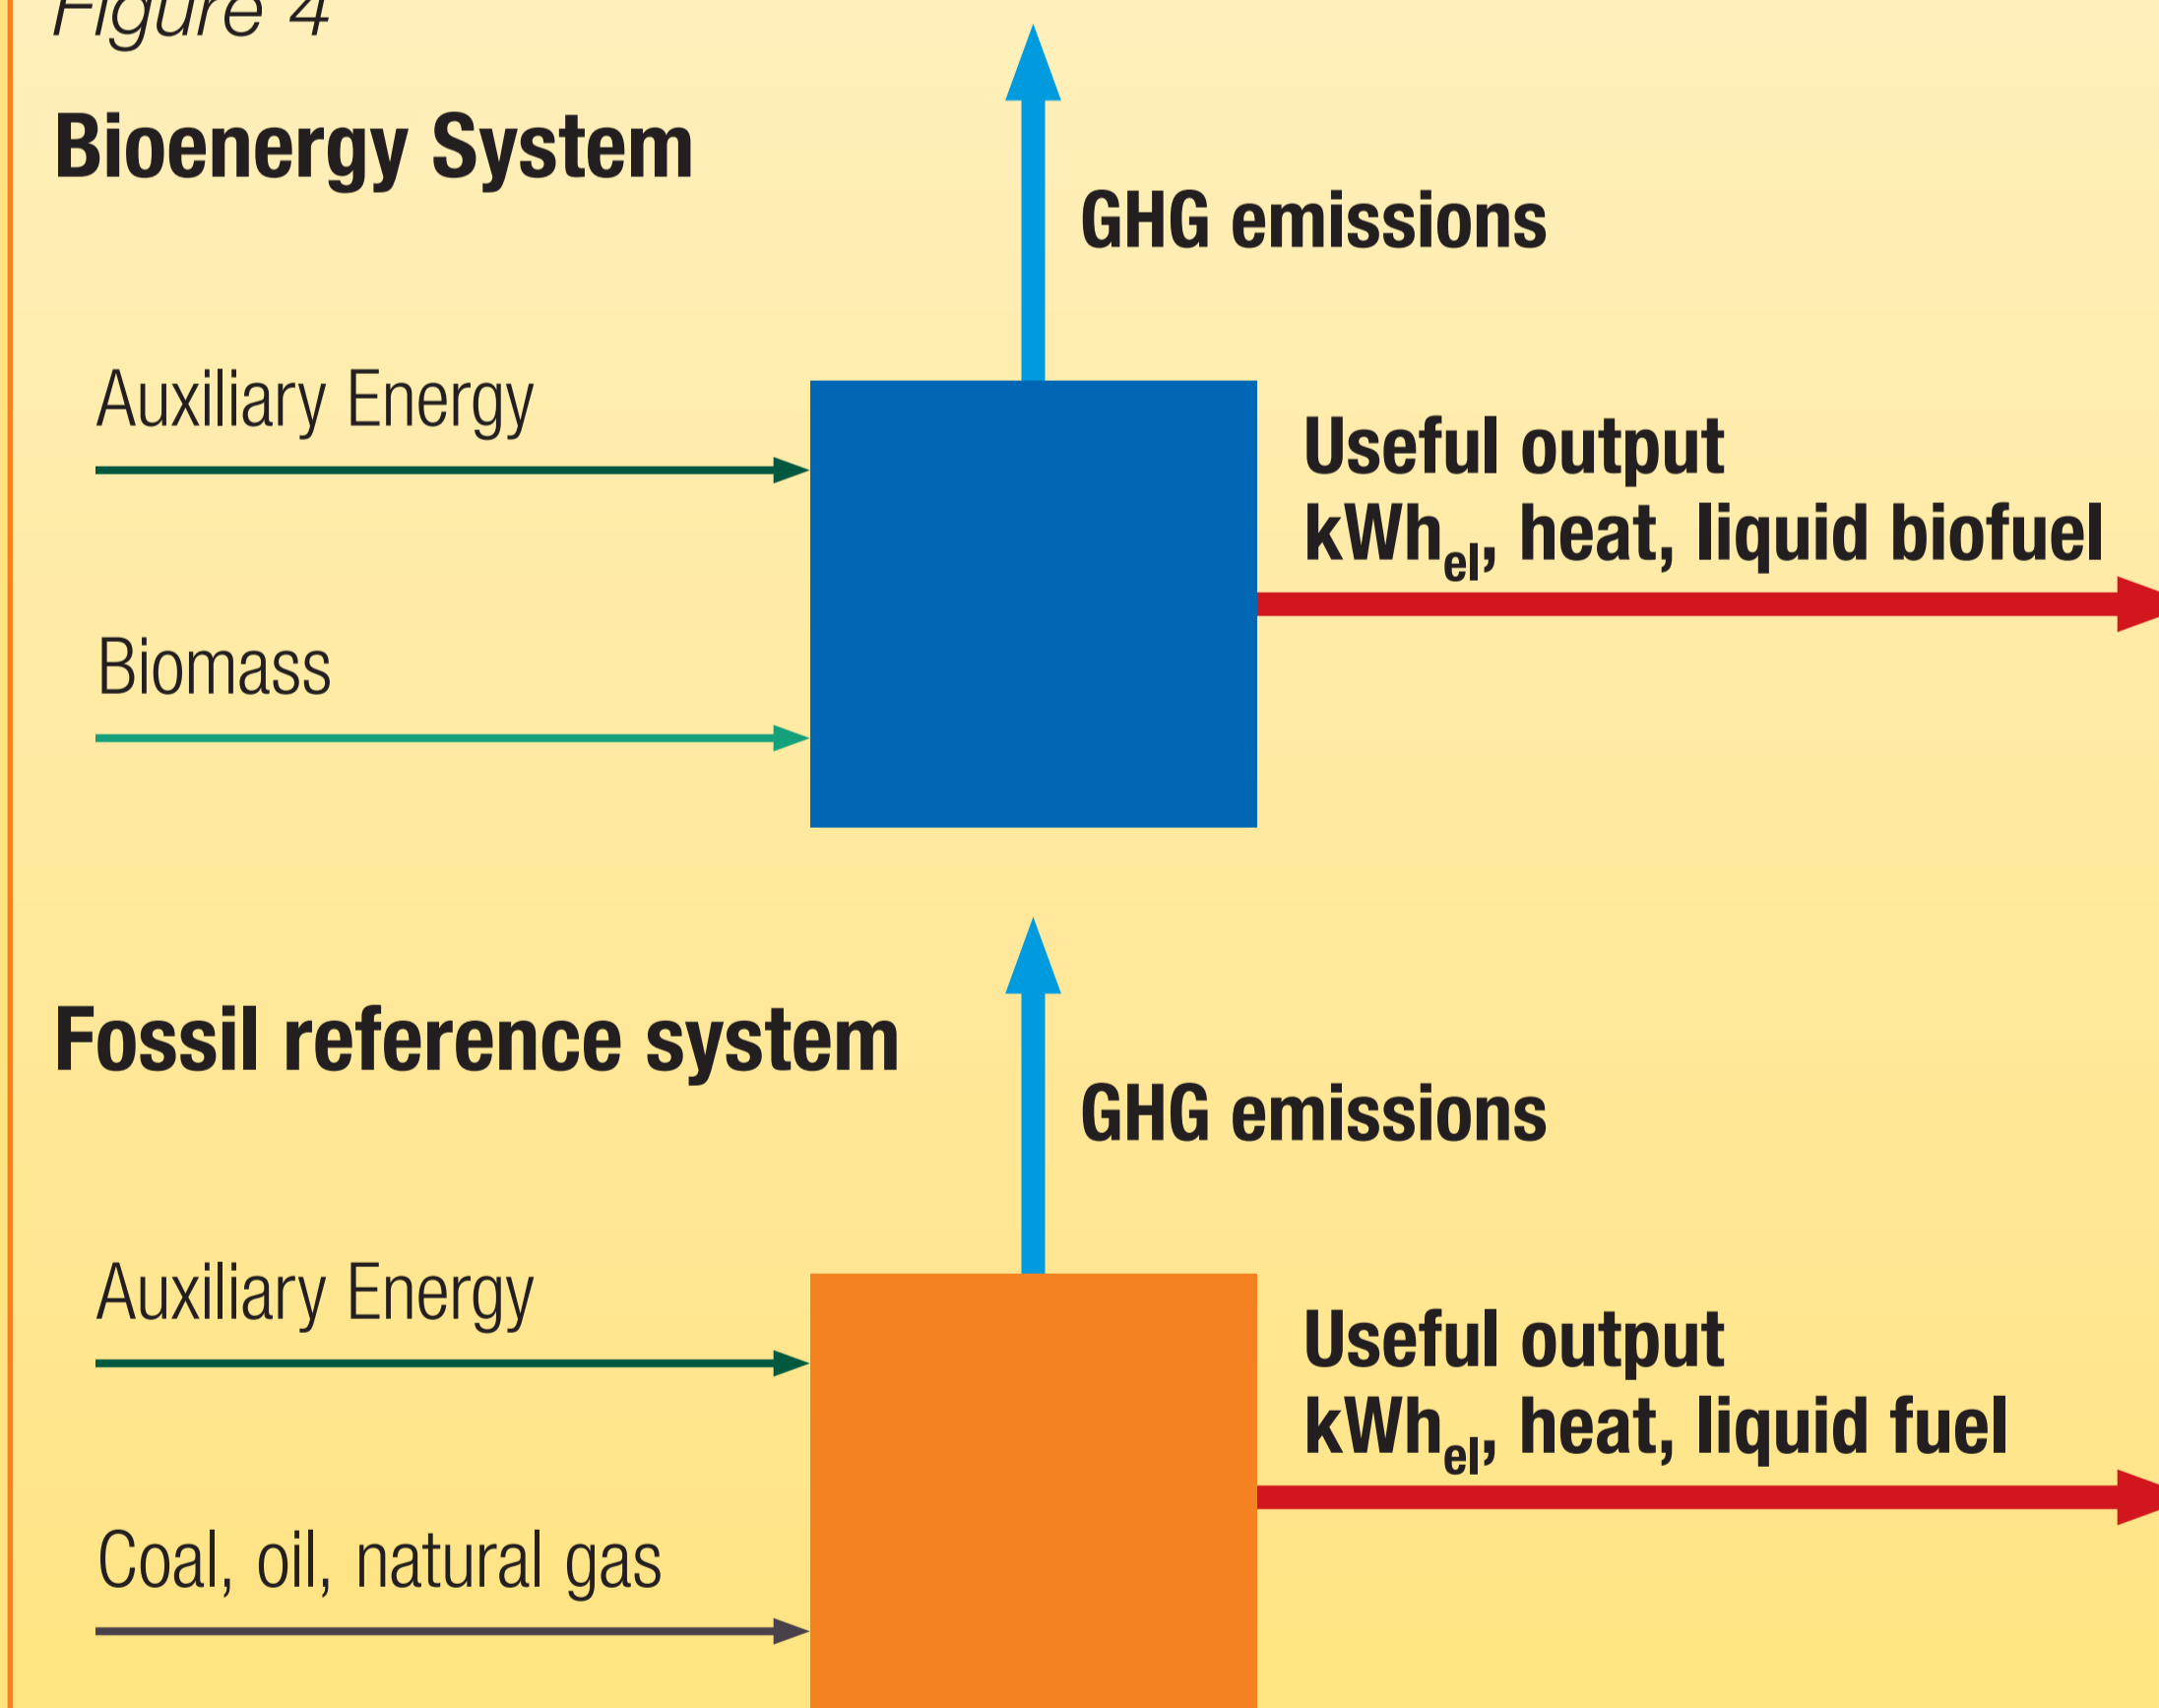 Figure 4
Bioenergy System
GHG emissions
Auxiliary Energy
Useful output
kWhel, heat, liquid biofuel
Biomass
Fossil reference system
GHG emissions
Auxiliary Energy
Useful output
kWhel, heat, liquid fuel
Coal, oil, natural gas